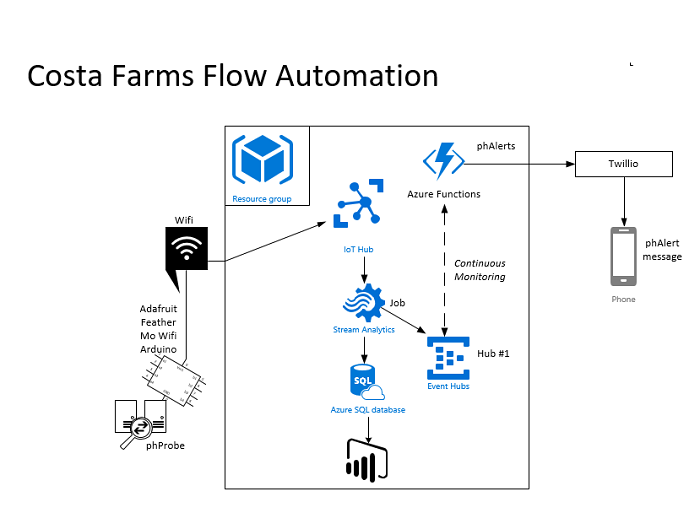 Costa Farms Flow Automation
phAlerts
Twillio
Resource group
Azure Functions
Wifi
phAlert
message
IoT Hub
Continuous
Monitoring
Phone
Adafruit
Feather
Mo Wifi
Arduino
Job
Stream Analytics
Hub #1
SQL
Event Hubs
Azure SQL database
phProbe